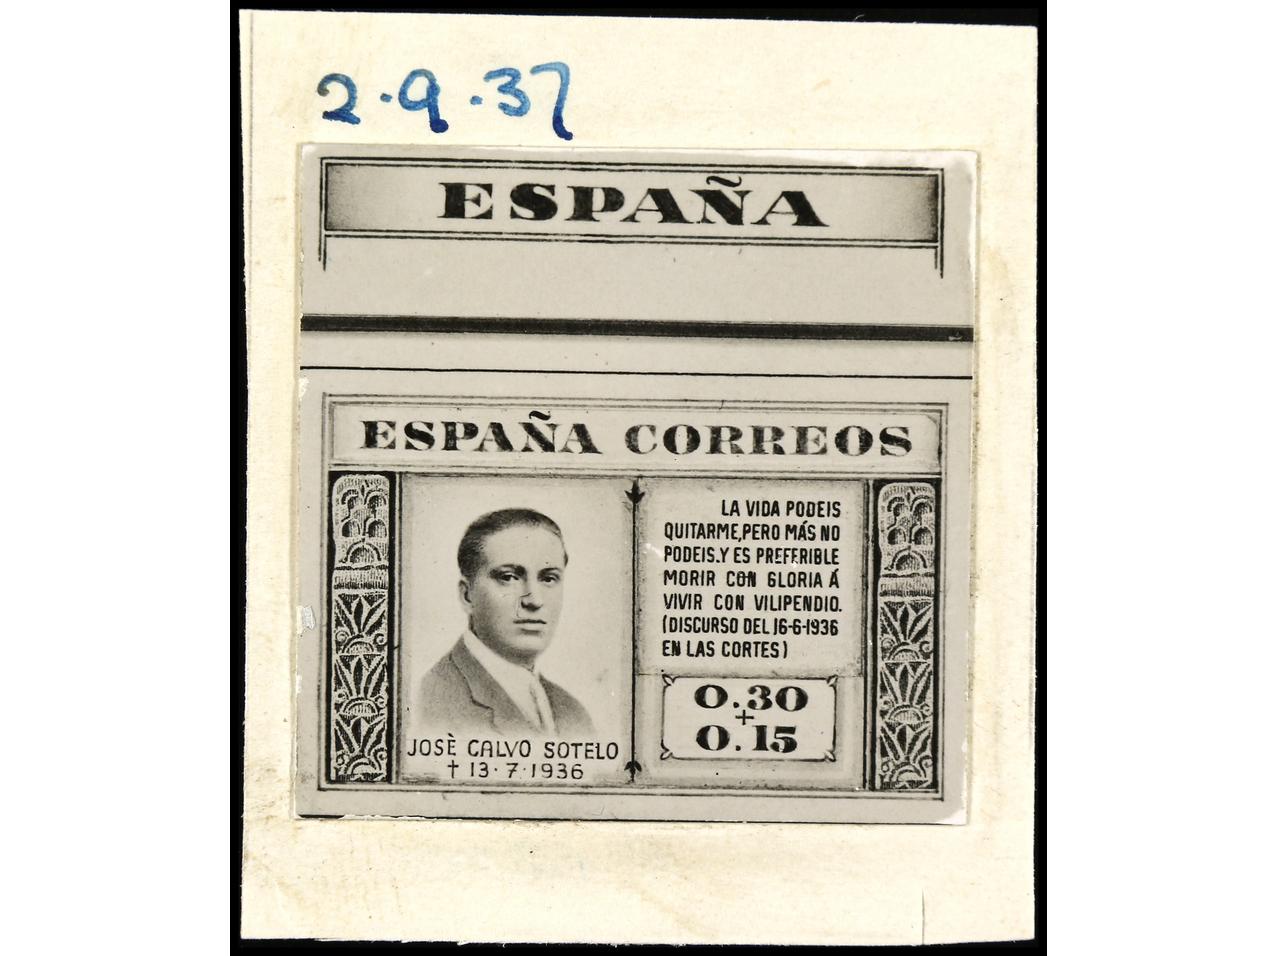 2.9.37
ESPAÑA
ESPAÑA CORREOS
LA VIDA PODEIS
QUITARME,PERO MÁS NO
PODEIS.Y ES PREFERIBLE
MORIR CON GLORIA Á
VIVIR CON VILIPENDIO.
(DISCURSO DEL 16-6-1936
EN LAS CORTES)
0.30
+
0.15
JOSÈ CALVO SOTELO
† 13·7·1936